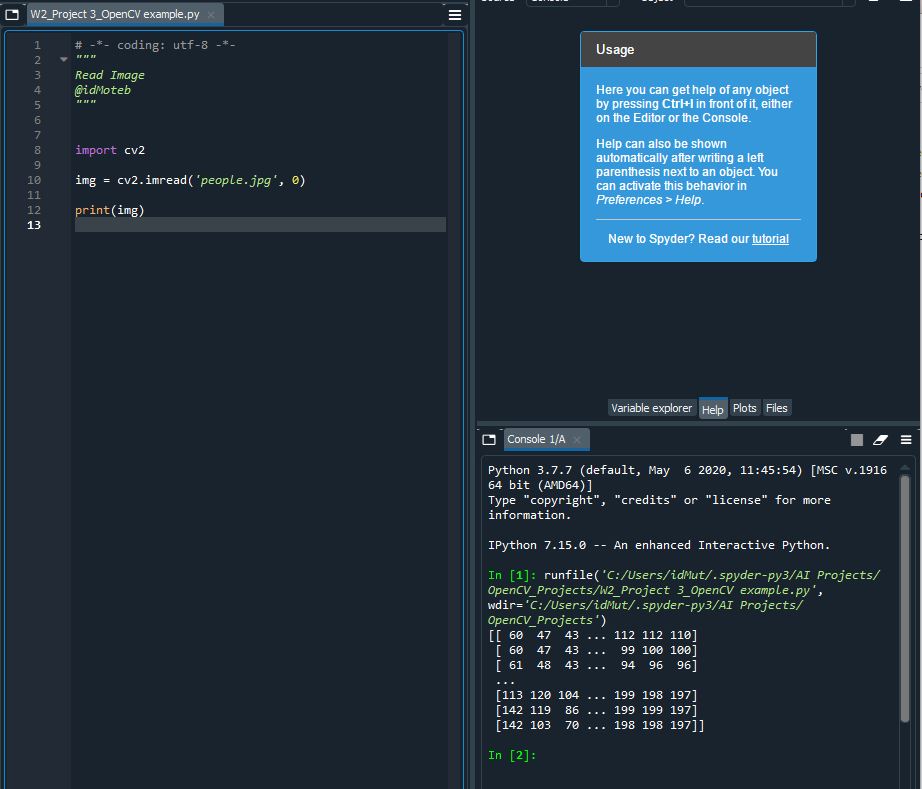 W2_Project 3_OpenCV example.py
1 # -*- coding: utf-8 -*-
2 """
3 Read Image
4 @idMoteb
5 """
6
7
8 import cv2
9
10 img = cv2.imread('people.jpg', 0)
11
12 print(img)
13
Usage
Here you can get help of any object
by pressing Ctrl+I in front of it, either
on the Editor or the Console.
Help can also be shown
automatically after writing a left
parenthesis next to an object. You
can activate this behavior in
Preferences > Help.
New to Spyder? Read our tutorial
Variable explorer Help Plots Files
Console 1/A
Python 3.7.7 (default, May  6 2020, 11:45:54) [MSC v.1916
64 bit (AMD64)]
Type "copyright", "credits" or "license" for more
information.
IPython 7.15.0 -- An enhanced Interactive Python.
In [1]: runfile('C:/Users/idMut/.spyder-py3/AI Projects/
OpenCV_Projects/W2_Project 3_OpenCV example.py',
wdir='C:/Users/idMut/.spyder-py3/AI Projects/
OpenCV_Projects')
[[ 60  47  43 ... 112 112 110]
[ 60  47  43 ...  99 100 100]
[ 61  48  43 ...  94  96  96]
...
[113 120 104 ... 199 198 197]
[142 119  86 ... 199 199 197]
[142 103  70 ... 198 198 197]]
In [2]: